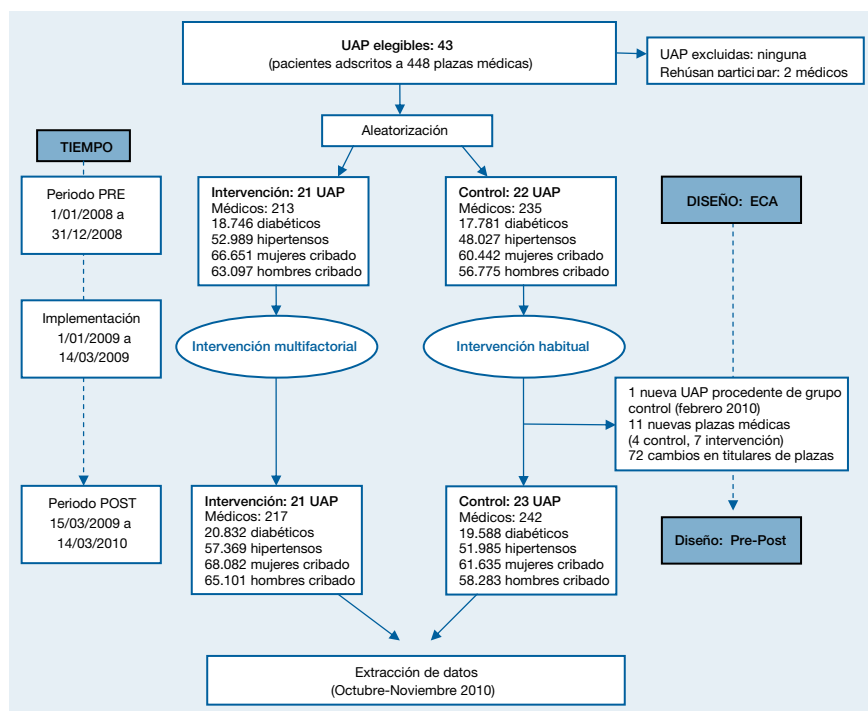 UAP elegibles: 43
(pacientes adscritos a 448 plazas médicas)
UAP excluidas: ninguna
Rehúsan participar: 2 médicos
Aleatorización
TIEMPO
Periodo PRE
1/01/2008 a
31/12/2008
Intervención: 21 UAP
Médicos: 213
18.746 diabéticos
52.989 hipertensos
66.651 mujeres cribado
63.097 hombres cribado
Control: 22 UAP
Médicos: 235
17.781 diabéticos
48.027 hipertensos
60.442 mujeres cribado
56.775 hombres cribado
DISEÑO: ECA
Implementación
1/01/2009 a
14/03/2009
Intervención multifactorial
Intervención habitual
1 nueva UAP procedente de grupo
control (febrero 2010)
11 nuevas plazas médicas
(4 control, 7 intervención)
72 cambios en titulares de plazas
Periodo POST
15/03/2009 a
14/03/2010
Intervención: 21 UAP
Médicos: 217
20.832 diabéticos
57.369 hipertensos
68.082 mujeres cribado
65.101 hombres cribado
Control: 23 UAP
Médicos: 242
19.588 diabéticos
51.985 hipertensos
61.635 mujeres cribado
58.283 hombres cribado
Diseño: Pre-Post
Extracción de datos
(Octubre-Noviembre 2010)